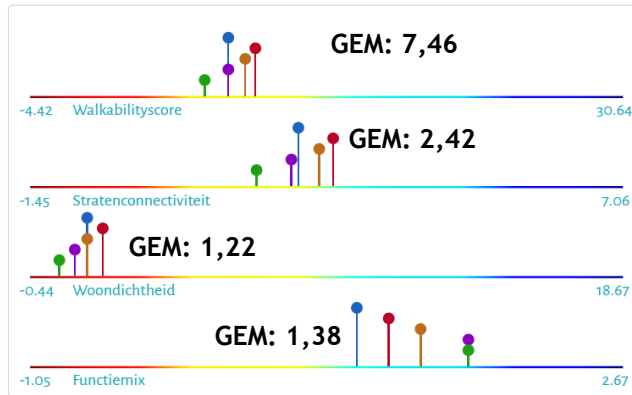 GEM: 7,46
-4.42 Walkabilityscore 30.64
GEM: 2,42
-1.45 Stratenconnectiviteit 7.06
GEM: 1,22
-0.44 Woondichtheid 18.67
GEM: 1,38
-1.05 Functiemix 2.67